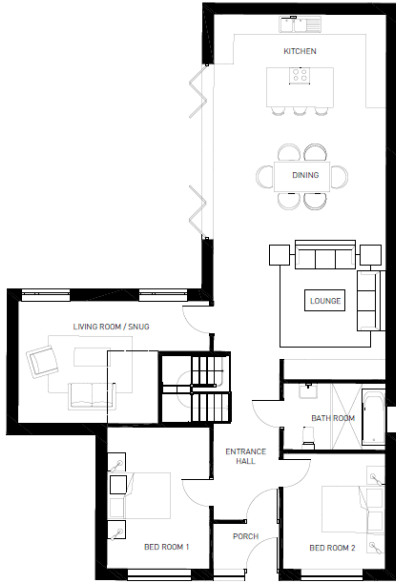 KITCHEN
DINING
LOUNGE
LIVING ROOM / SNUG
BATH ROOM
ENTRANCE
HALL
PORCH
BED ROOM 1
BED ROOM 2